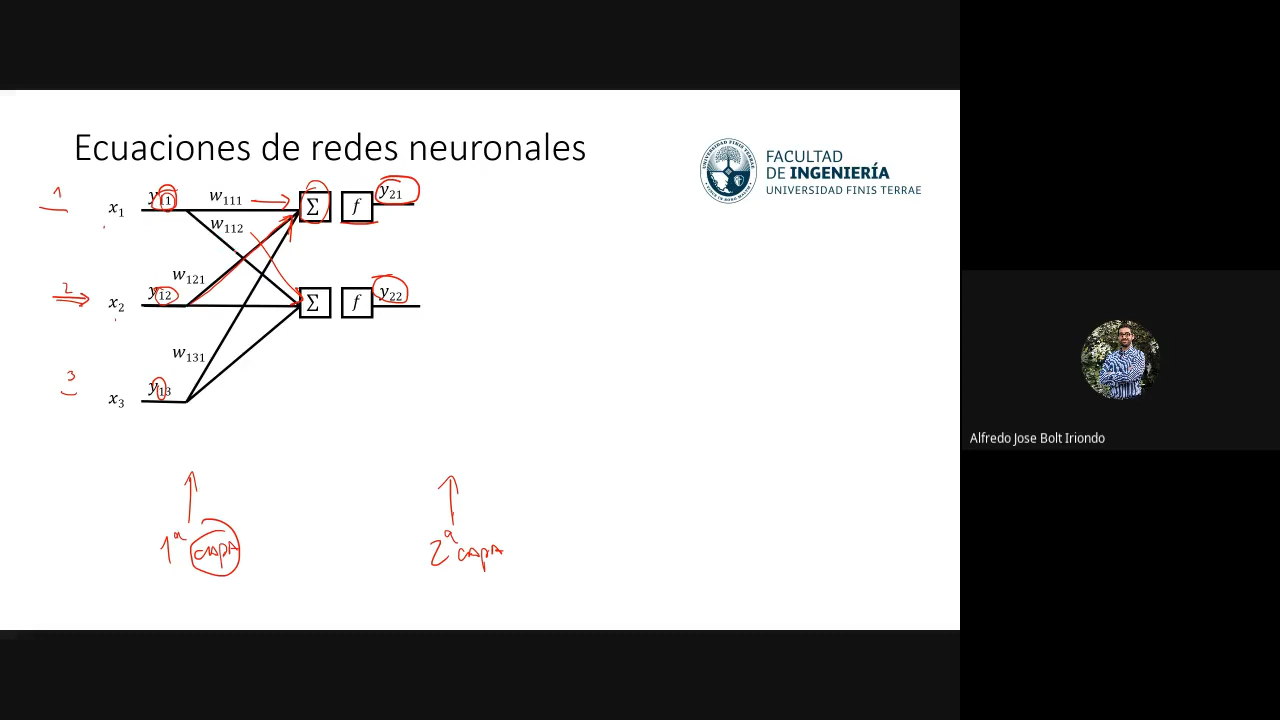 Ecuaciones de redes neuronales
FACULTAD
DE INGENIERÍA
UNIVERSIDAD FINIS TERRAE
1
x₁
y₁₁
w₁₁₁
Σ
f
y₂₁
w₁₁₂
w₁₂₁
2
x₂
y₁₂
Σ
f
y₂₂
w₁₃₁
3
x₃
y₁₃
1ª capa
2ª capa
Alfredo Jose Bolt Iriondo